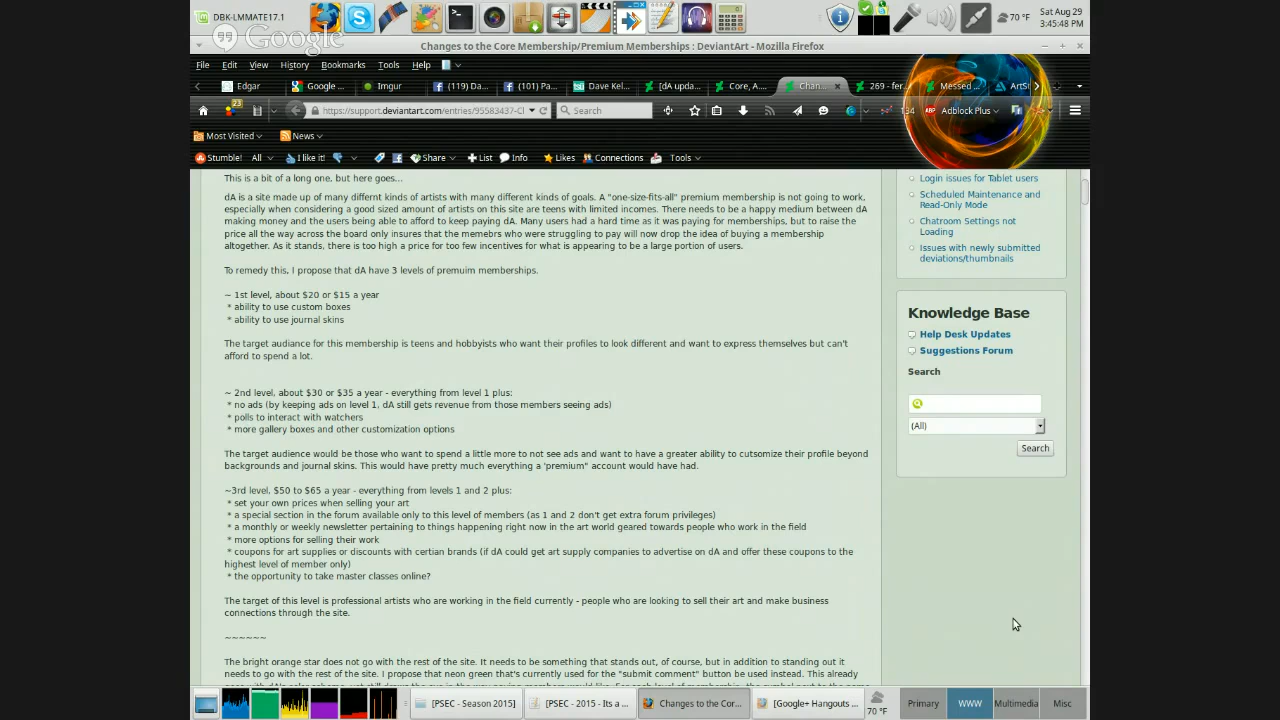 DBK-LMMATE17.1
70 °F
Sat Aug 29
3:45:48 PM
Google
Changes to the Core Membership/Premium Memberships : DeviantArt - Mozilla Firefox
File Edit View History Bookmarks Tools Help
Edgar
Google ...
Imgur
(119) Da...
(101) Pa...
Dave Kel...
[dA upda...
Core, A...
Chan...
269 - fer...
Messed ...
ArtSt
23
https://support.deviantart.com/entries/95583437-Cl
Search
134
Adblock Plus
Most Visited
News
Stumble!
All
I like it!
Share
List
Info
Likes
Connections
Tools
This is a bit of a long one, but here goes...
dA is a site made up of many differnt kinds of artists with many different kinds of goals. A "one-size-fits-all" premium membership is not going to work,
especially when considering a good sized amount of artists on this site are teens with limited incomes. There needs to be a happy medium between dA
making money and the users being able to afford to keep paying dA. Many users had a hard time as it was paying for memberships, but to raise the
price all the way across the board only insures that the memebrs who were struggling to pay will now drop the idea of buying a membership
altogether. As it stands, there is too high a price for too few incentives for what is appearing to be a large portion of users.
To remedy this, I propose that dA have 3 levels of premuim memberships.
~ 1st level, about $20 or $15 a year
* ability to use custom boxes
* ability to use journal skins
The target audiance for this membership is teens and hobbyists who want their profiles to look different and want to express themselves but can't
afford to spend a lot.
~ 2nd level, about $30 or $35 a year - everything from level 1 plus:
* no ads (by keeping ads on level 1, dA still gets revenue from those members seeing ads)
* polls to interact with watchers
* more gallery boxes and other customization options
The target audience would be those who want to spend a little more to not see ads and want to have a greater ability to cutsomize their profile beyond
backgrounds and journal skins. This would have pretty much everything a 'premium" account would have had.
~3rd level, $50 to $65 a year - everything from levels 1 and 2 plus:
* set your own prices when selling your art
* a special section in the forum available only to this level of members (as 1 and 2 don't get extra forum privileges)
* a monthly or weekly newsletter pertaining to things happening right now in the art world geared towards people who work in the field
* more options for selling their work
* coupons for art supplies or discounts with certian brands (if dA could get art supply companies to advertise on dA and offer these coupons to the
highest level of member only)
* the opportunity to take master classes online?
The target of this level is professional artists who are working in the field currently - people who are looking to sell their art and make business
connections through the site.
~~~~~~
The bright orange star does not go with the rest of the site. It needs to be something that stands out, of course, but in addition to standing out it
needs to go with the rest of the site. I propose that neon green that's currently used for the "submit comment" button be used instead. This already
Login issues for Tablet users
Scheduled Maintenance and
Read-Only Mode
Chatroom Settings not
Loading
Issues with newly submitted
deviations/thumbnails
Knowledge Base
Help Desk Updates
Suggestions Forum
Search
(All)
Search
[PSEC - Season 2015]
[PSEC - 2015 - Its a ...
Changes to the Cor...
[Google+ Hangouts ...
70 °F
Primary
WWW
Multimedia
Misc